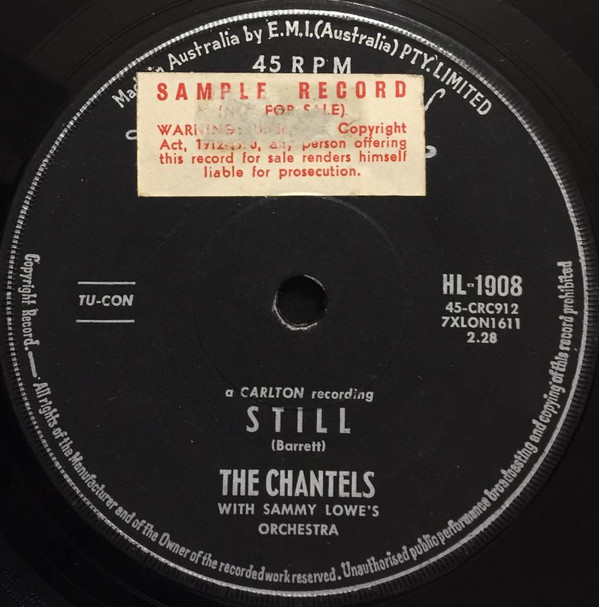 Made in Australia by E.M.I. (Australia) PTY. LIMITED
45 RPM
SAMPLE RECORD
FOR SALE).
WARNING: Copyright
Act, person offering
this record for sale renders himself
liable for prosecution.
TU-CON
HL-1908
45-CRC912
7XLON1611
2.28
a CARLTON recording
STILL
(Barrett)
THE CHANTELS
WITH SAMMY LOWE'S
ORCHESTRA
Copyright Record. — All rights of the Manufacturer and of the Owner of the recorded work reserved. Unauthorised public performance broadcasting and copying of this record prohibited